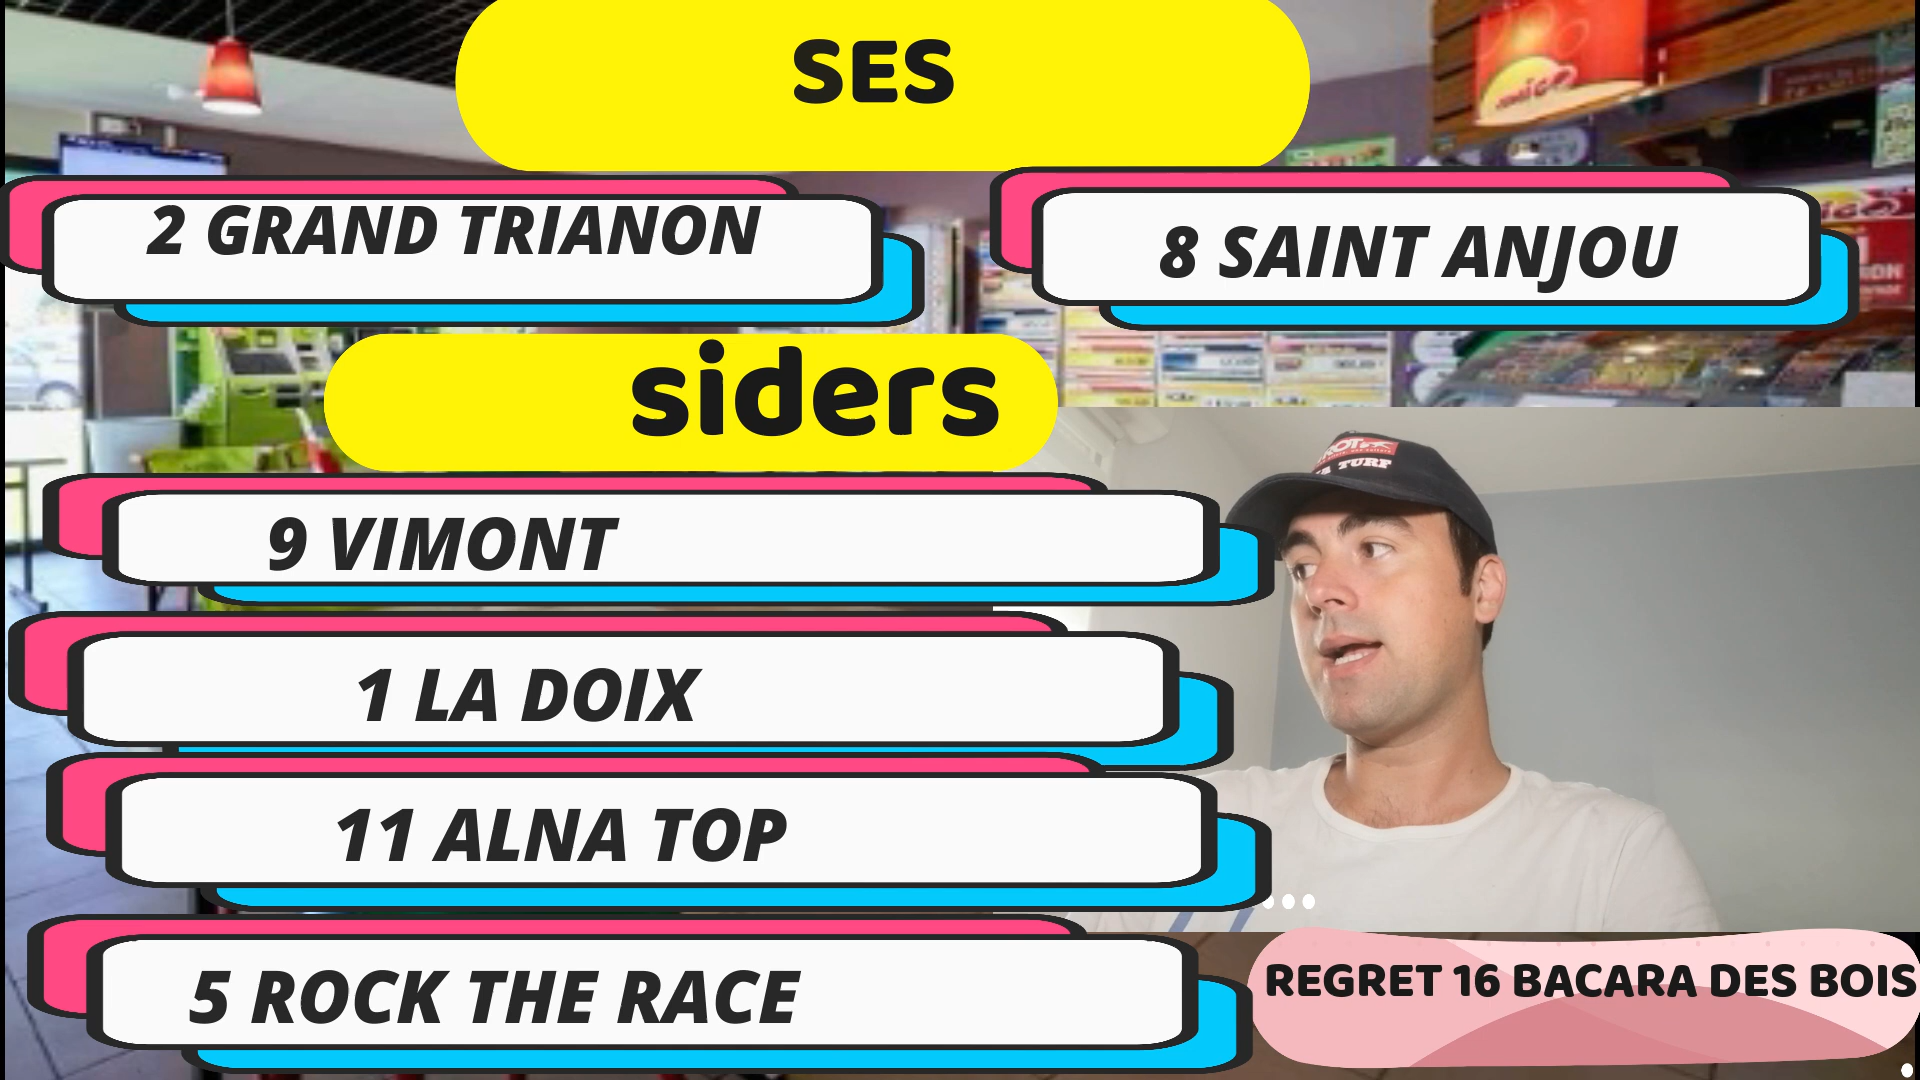 SES
2 GRAND TRIANON
8 SAINT ANJOU
siders
9 VIMONT
1 LA DOIX
11 ALNA TOP
5 ROCK THE RACE
REGRET 16 BACARA DES BOIS
TURF